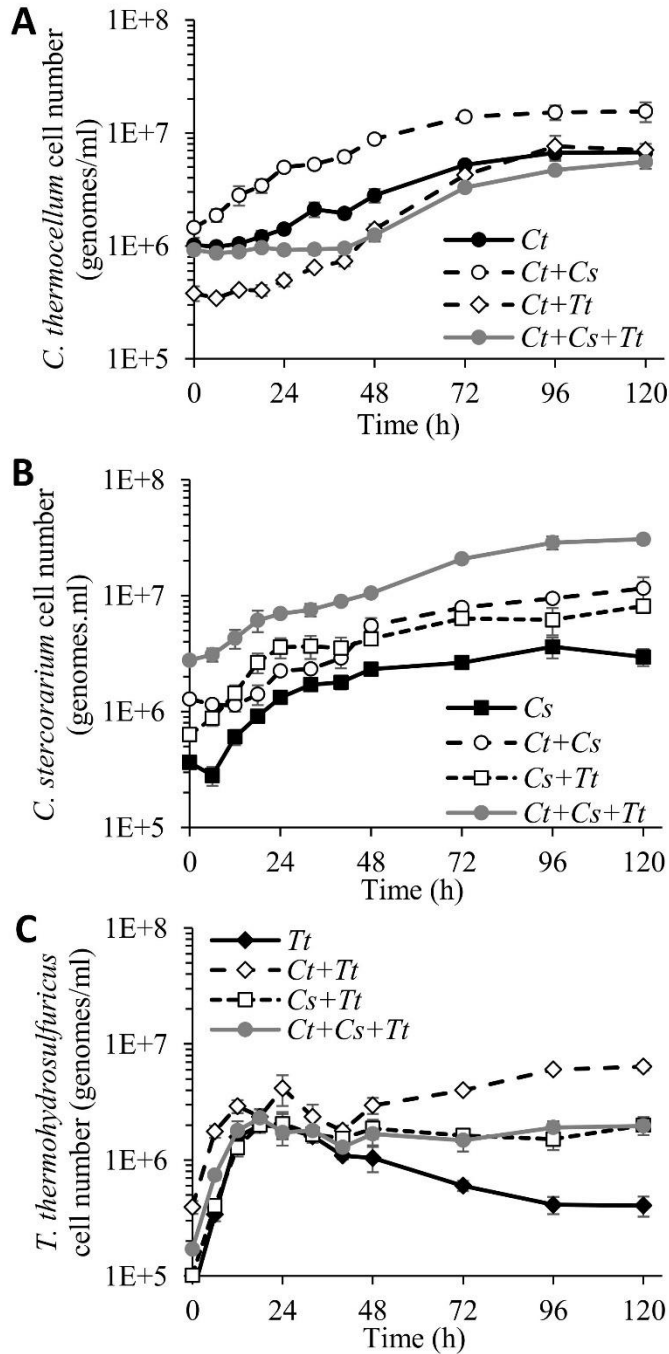 A
C. thermocellum cell number
(genomes/ml)
1E+8
1E+7
1E+6
1E+5
Ct
Ct+Cs
Ct+Tt
Ct+Cs+Tt
0 24 48 72 96 120
Time (h)
B
C. stercorarium cell number
(genomes.ml)
1E+8
1E+7
1E+6
1E+5
Cs
Ct+Cs
Cs+Tt
Ct+Cs+Tt
0 24 48 72 96 120
Time (h)
C
T. thermohydrosulfuricus
cell number (genomes/ml)
1E+8
1E+7
1E+6
1E+5
Tt
Ct+Tt
Cs+Tt
Ct+Cs+Tt
0 24 48 72 96 120
Time (h)